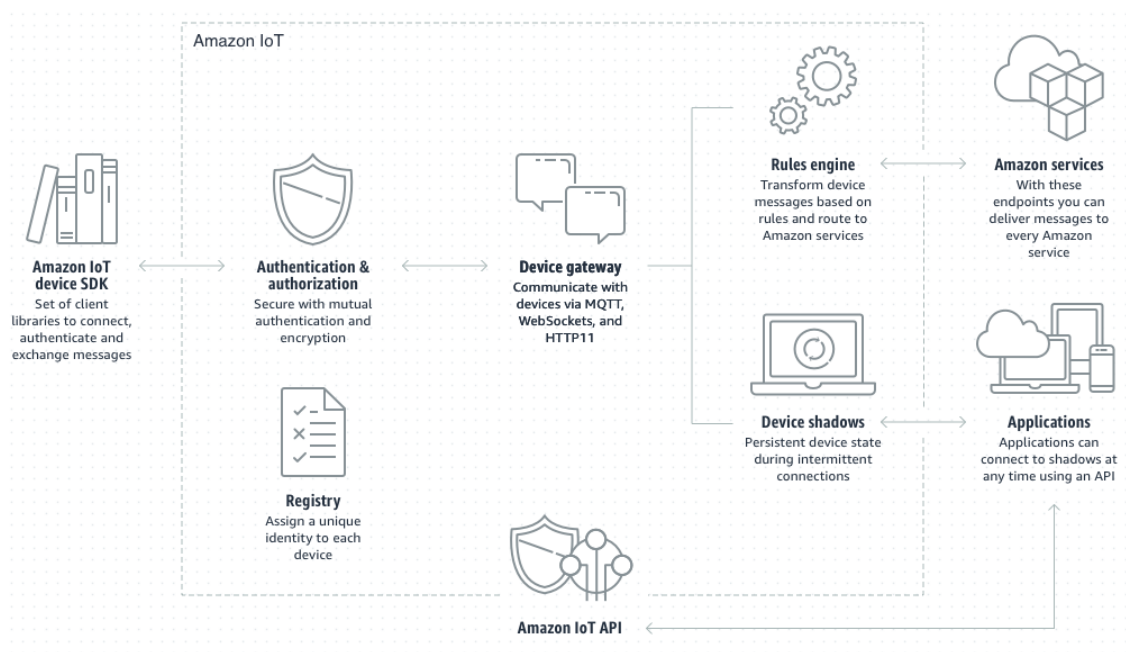 Amazon IoT
Amazon IoT
device SDK
Set of client
libraries to connect,
authenticate and
exchange messages
Authentication &
authorization
Secure with mutual
authentication and
encryption
Registry
Assign a unique
identity to each
device
Device gateway
Communicate with
devices via MQTT,
WebSockets, and
HTTP11
Rules engine
Transform device
messages based on
rules and route to
Amazon services
Amazon services
With these
endpoints you can
deliver messages to
every Amazon
service
Device shadows
Persistent device state
during intermittent
connections
Applications
Applications can
connect to shadows at
any time using an API
Amazon IoT API